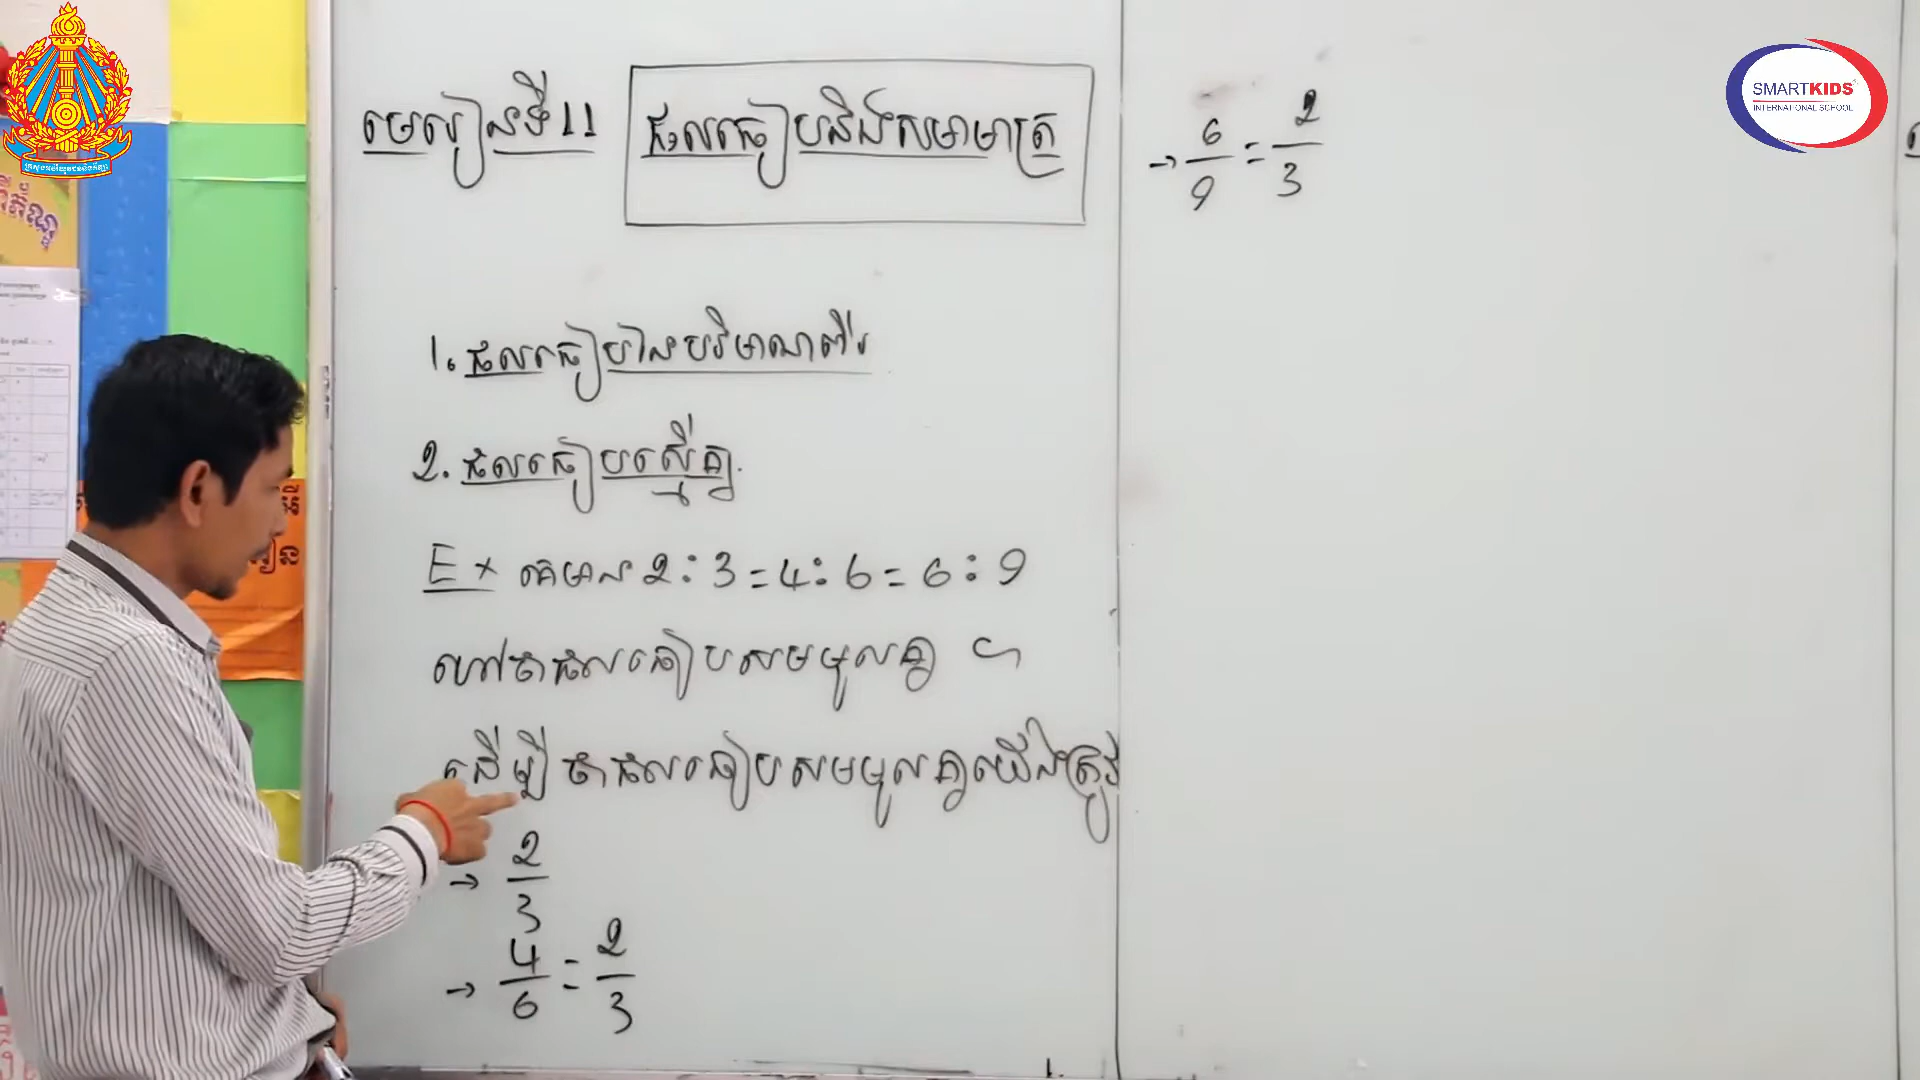 មេរៀនទី11 ផលធៀបនិងសមាមាត្រ
1. ផលធៀបនៃបរិមាណពីរ
2. ផលធៀបស្មើគ្នា.
Ex គេមាន 2:3=4:6=6:9
ហៅថាផលធៀបសមមូលគ្នា ។
ដើម្បីថាផលធៀបសមមូលគ្នាយើងត្រូវ
→ 2/3
→ 4/6 = 2/3
→ 6/9 = 2/3
SMARTKIDS
INTERNATIONAL SCHOOL
រៀន